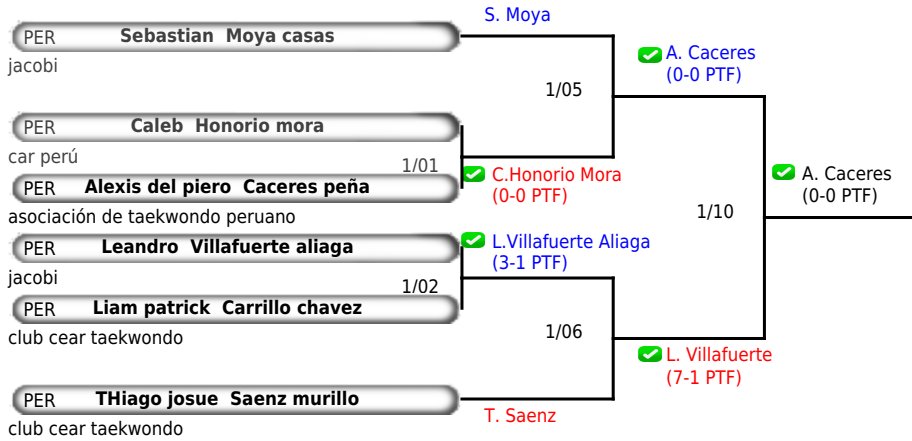 S. Moya
PER Sebastian Moya casas
jacobi
A. Caceres
(0-0 PTF)
1/05
PER Caleb Honorio mora
car perú
1/01
C.Honorio Mora
(0-0 PTF)
A. Caceres
(0-0 PTF)
PER Alexis del piero Caceres peña
asociación de taekwondo peruano
1/10
PER Leandro Villafuerte aliaga
jacobi
L.Villafuerte Aliaga
(3-1 PTF)
1/02
PER Liam patrick Carrillo chavez
club cear taekwondo
1/06
L. Villafuerte
(7-1 PTF)
PER THiago josue Saenz murillo
club cear taekwondo
T. Saenz